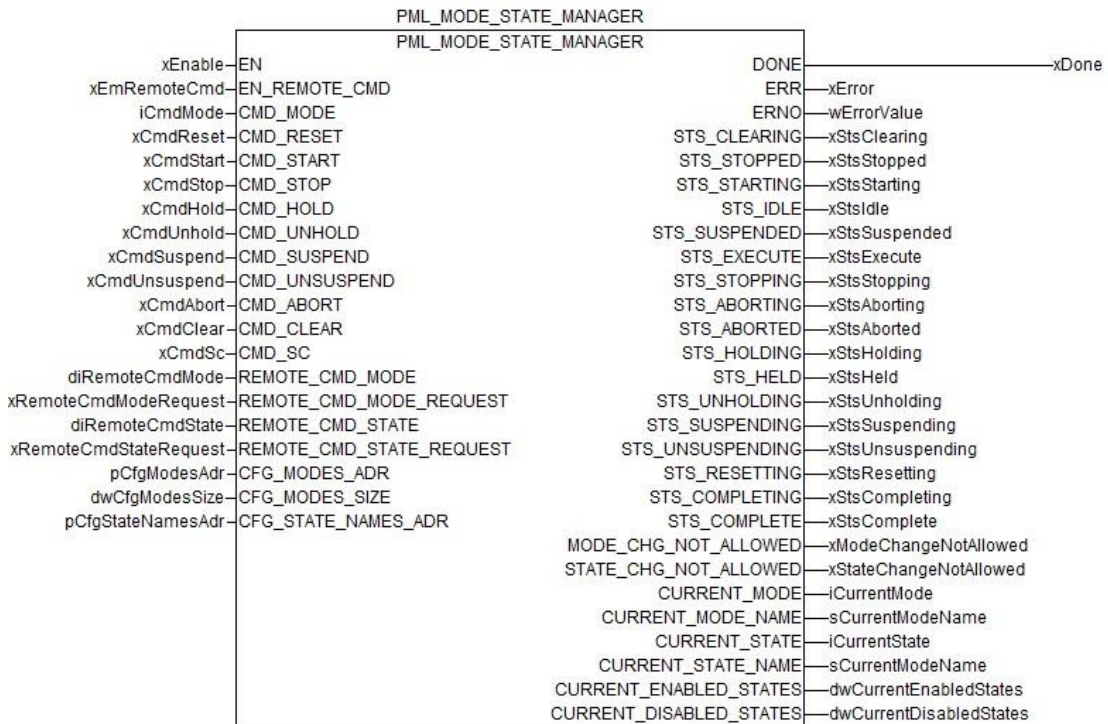 PML_MODE_STATE_MANAGER
PML_MODE_STATE_MANAGER
xEnable EN DONE xDone
xEmRemoteCmd EN_REMOTE_CMD ERR xError
iCmdMode CMD_MODE ERNO wErrorValue
xCmdReset CMD_RESET STS_CLEARING xStsClearing
xCmdStart CMD_START STS_STOPPED xStsStopped
xCmdStop CMD_STOP STS_STARTING xStsStarting
xCmdHold CMD_HOLD STS_IDLE xStsIdle
xCmdUnhold CMD_UNHOLD STS_SUSPENDED xStsSuspended
xCmdSuspend CMD_SUSPEND STS_EXECUTE xStsExecute
xCmdUnsuspend CMD_UNSUSPEND STS_STOPPING xStsStopping
xCmdAbort CMD_ABORT STS_ABORTING xStsAborting
xCmdClear CMD_CLEAR STS_ABORTED xStsAborted
xCmdSc CMD_SC STS_HOLDING xStsHolding
diRemoteCmdMode REMOTE_CMD_MODE STS_HELD xStsHeld
xRemoteCmdModeRequest REMOTE_CMD_MODE_REQUEST STS_UNHOLDING xStsUnholding
diRemoteCmdState REMOTE_CMD_STATE STS_SUSPENDING xStsSuspending
xRemoteCmdStateRequest REMOTE_CMD_STATE_REQUEST STS_UNSUSPENDING xStsUnsuspending
pCfgModesAdr CFG_MODES_ADR STS_RESETTING xStsResetting
dwCfgModesSize CFG_MODES_SIZE STS_COMPLETING xStsCompleting
pCfgStateNamesAdr CFG_STATE_NAMES_ADR STS_COMPLETE xStsComplete
MODE_CHG_NOT_ALLOWED xModeChangeNotAllowed
STATE_CHG_NOT_ALLOWED xStateChangeNotAllowed
CURRENT_MODE iCurrentMode
CURRENT_MODE_NAME sCurrentModeName
CURRENT_STATE iCurrentState
CURRENT_STATE_NAME sCurrentModeName
CURRENT_ENABLED_STATES dwCurrentEnabledStates
CURRENT_DISABLED_STATES dwCurrentDisabledStates